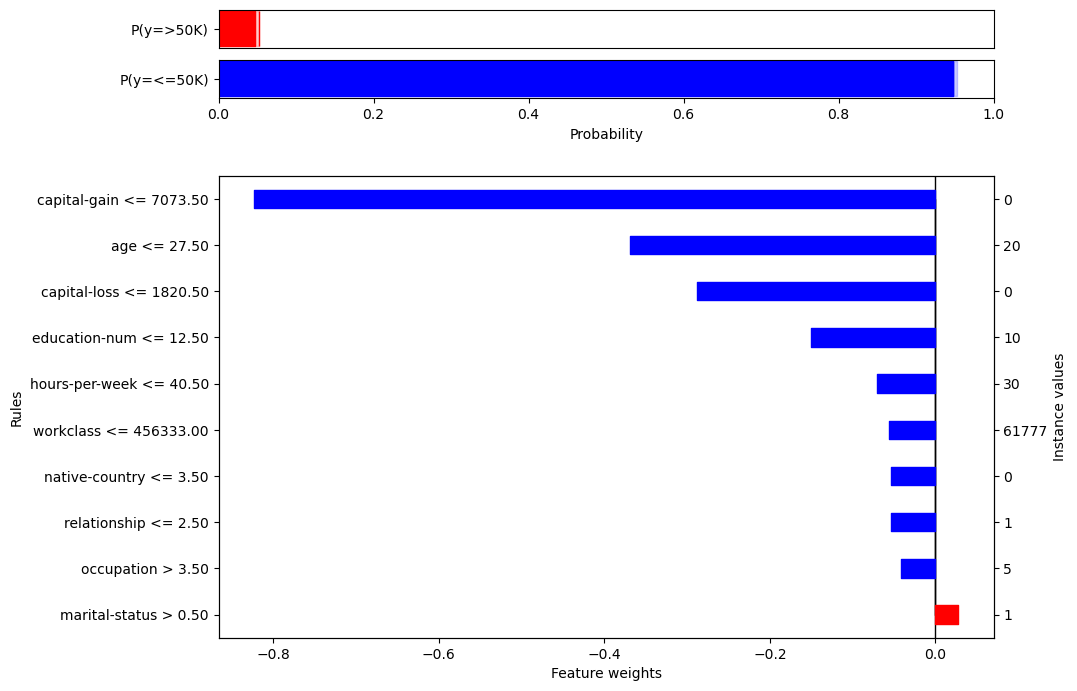 P(y=>50K)
P(y=<=50K)
0.0 0.2 0.4 0.6 0.8 1.0
Probability
capital-gain <= 7073.50 0
age <= 27.50 20
capital-loss <= 1820.50 0
education-num <= 12.50 10
hours-per-week <= 40.50 30
workclass <= 456333.00 61777
native-country <= 3.50 0
relationship <= 2.50 1
occupation > 3.50 5
marital-status > 0.50 1
Rules
Instance values
−0.8 −0.6 −0.4 −0.2 0.0
Feature weights